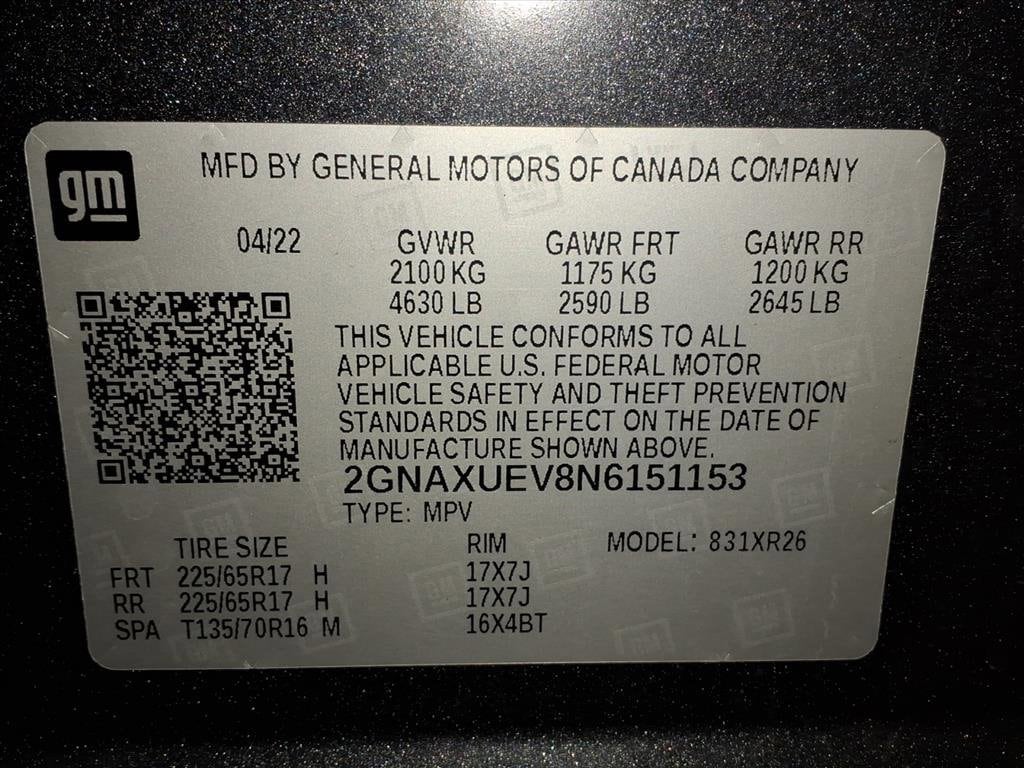 gm
MFD BY GENERAL MOTORS OF CANADA COMPANY
04/22 GVWR GAWR FRT GAWR RR
2100 KG 1175 KG 1200 KG
4630 LB 2590 LB 2645 LB
THIS VEHICLE CONFORMS TO ALL
APPLICABLE U.S. FEDERAL MOTOR
VEHICLE SAFETY AND THEFT PREVENTION
STANDARDS IN EFFECT ON THE DATE OF
MANUFACTURE SHOWN ABOVE.
2GNAXUEV8N6151153
TYPE: MPV
TIRE SIZE RIM MODEL: 831XR26
FRT 225/65R17 H 17X7J
RR 225/65R17 H 17X7J
SPA T135/70R16 M 16X4BT